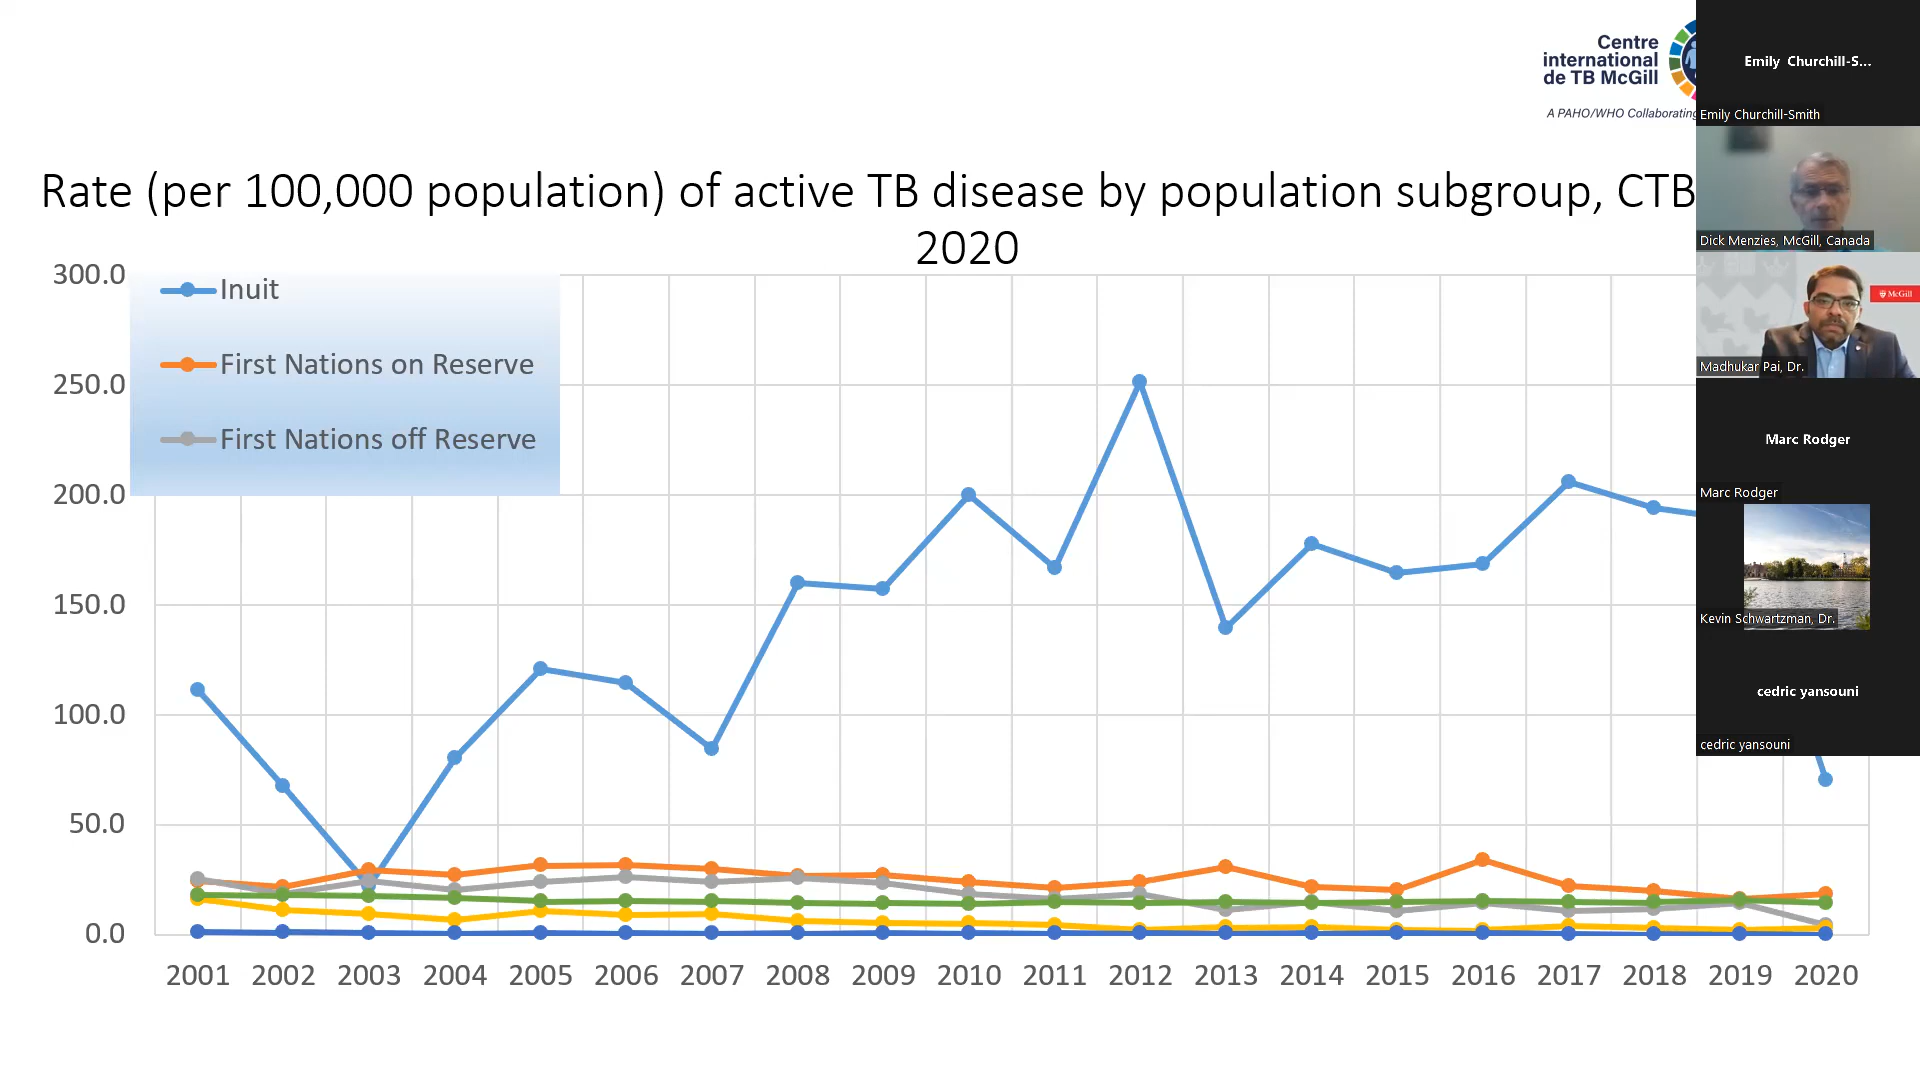 Centre
international
de TB McGill
A PAHO/WHO Collaborating
Rate (per 100,000 population) of active TB disease by population subgroup, CTB
2020
300.0
250.0
200.0
150.0
100.0
50.0
0.0
Inuit
First Nations on Reserve
First Nations off Reserve
2001 2002 2003 2004 2005 2006 2007 2008 2009 2010 2011 2012 2013 2014 2015 2016 2017 2018 2019 2020
Emily Churchill-S...
Emily Churchill-Smith
Dick Menzies, McGill, Canada
McGill
Madhukar Pai, Dr.
Marc Rodger
Marc Rodger
Kevin Schwartzman, Dr.
cedric yansouni
cedric yansouni